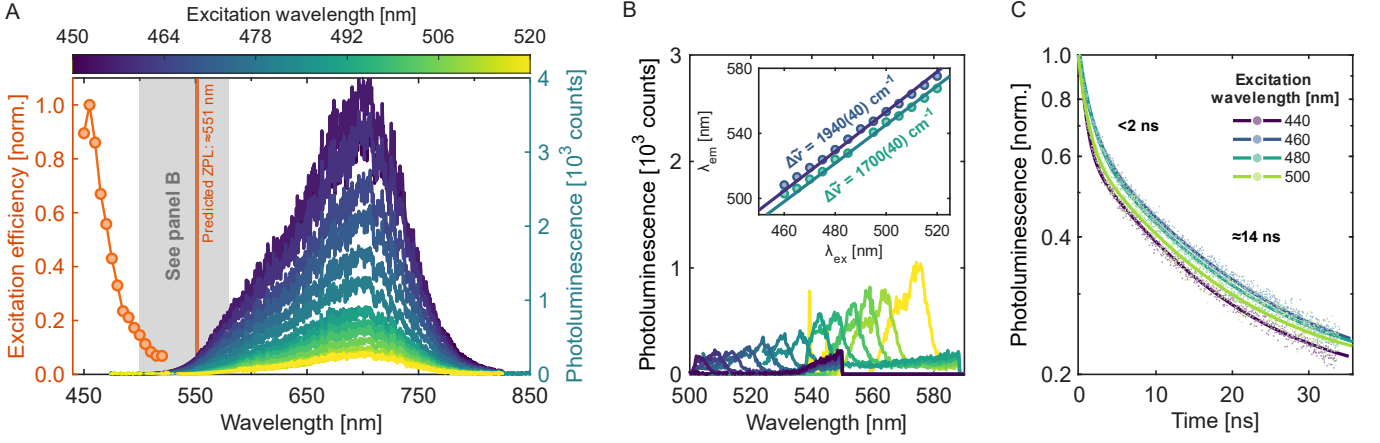 A
Excitation wavelength [nm]
450 464 478 492 506 520
Excitation efficiency [norm.]
1.0
0.8
0.6
0.4
0.2
0.0
See panel B
Predicted ZPL: ≈551 nm
4
3
2
1
0
Photoluminescence [10³ counts]
450 550 650 750 850
Wavelength [nm]
B
Photoluminescence [10³ counts]
3
2
1
0
580
540
500
λem [nm]
Δṽ = 1940(40) cm⁻¹
Δṽ = 1700(40) cm⁻¹
460 480 500 520
λex [nm]
500 520 540 560 580
Wavelength [nm]
C
Photoluminescence [norm.]
1.0
0.8
0.6
0.4
0.2
Excitation
wavelength [nm]
440
460
480
500
<2 ns
≈14 ns
0 10 20 30
Time [ns]